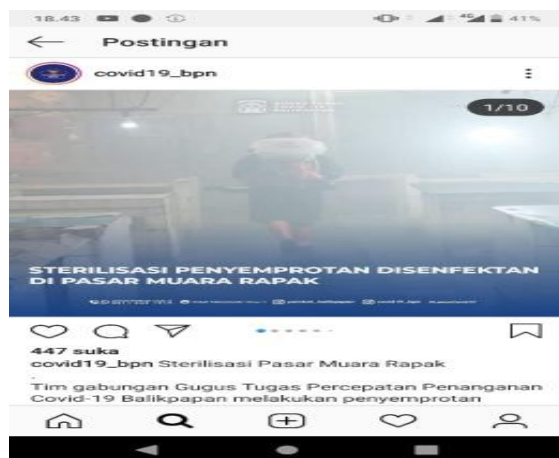 18.43
4G 41%
Postingan
covid19_bpn
1/10
STERILISASI PENYEMPROTAN DISENFEKTAN
DI PASAR MUARA RAPAK
447 suka
covid19_bpn Sterilisasi Pasar Muara Rapak
.
Tim gabungan Gugus Tugas Percepatan Penanganan
Covid-19 Balikpapan melakukan penyemprotan